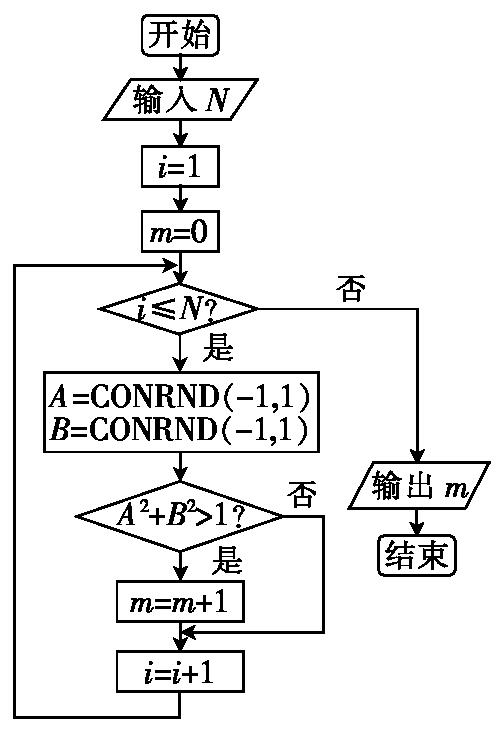 开始
输入 N
i=1
m=0
i≤N?
否
是
A=CONRND(-1,1)
B=CONRND(-1,1)
A²+B²>1?
否
是
m=m+1
i=i+1
输出 m
结束